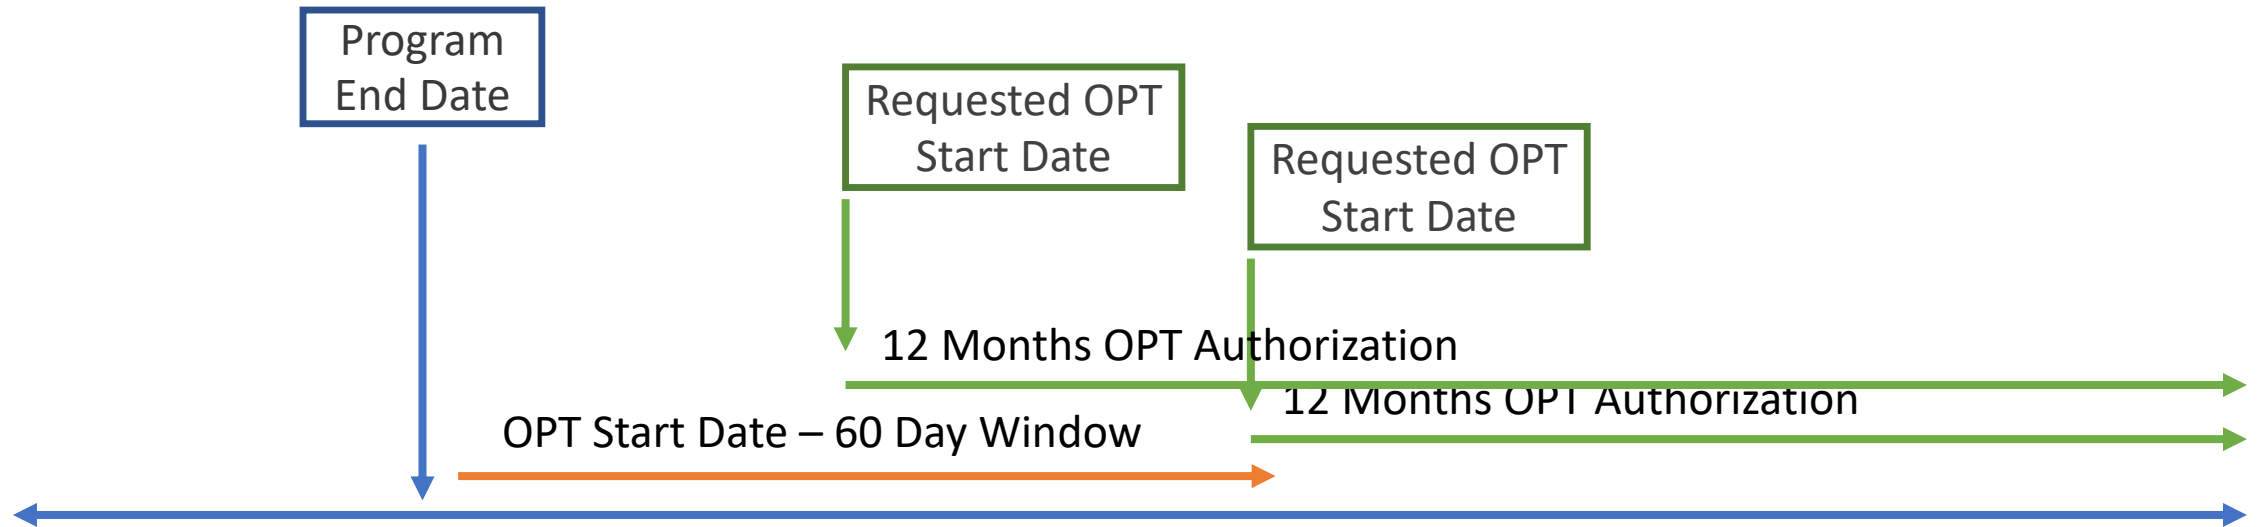 Program
End Date
Requested OPT
Start Date
Requested OPT
Start Date
12 Months OPT Authorization
12 Months OPT Authorization
OPT Start Date – 60 Day Window